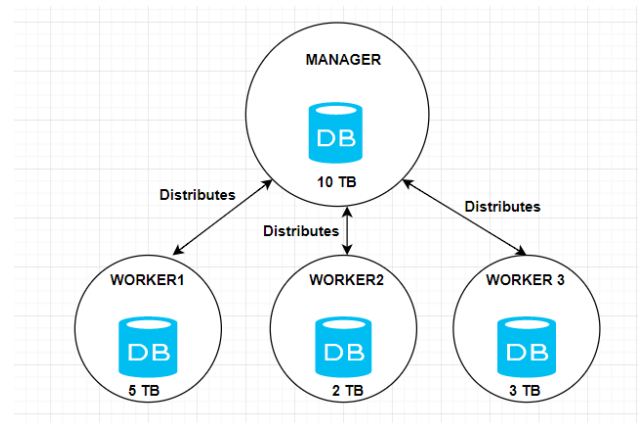 MANAGER
DB
10 TB
Distributes
Distributes
Distributes
WORKER1
WORKER2
WORKER 3
DB
DB
DB
5 TB
2 TB
3 TB